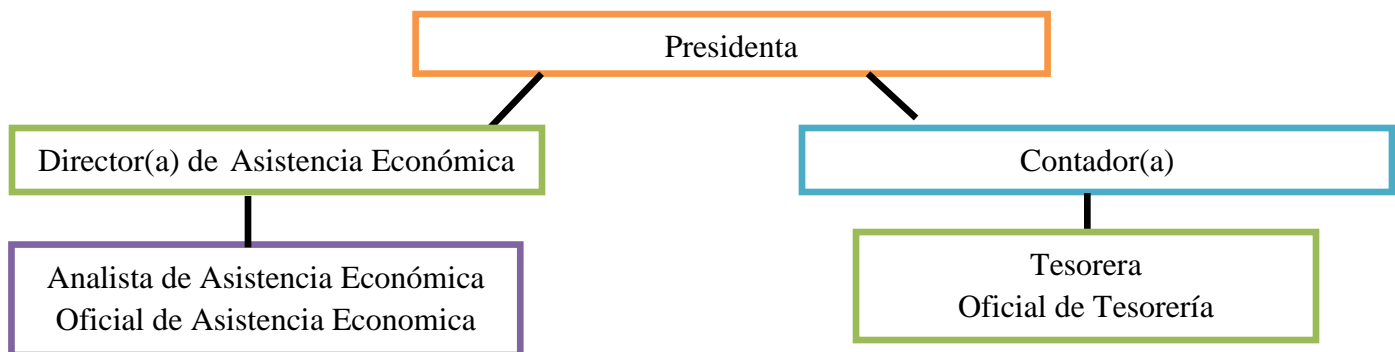 Presidenta
Director(a) de Asistencia Económica
Contador(a)
Analista de Asistencia Económica
Oficial de Asistencia Economica
Tesorera
Oficial de Tesorería